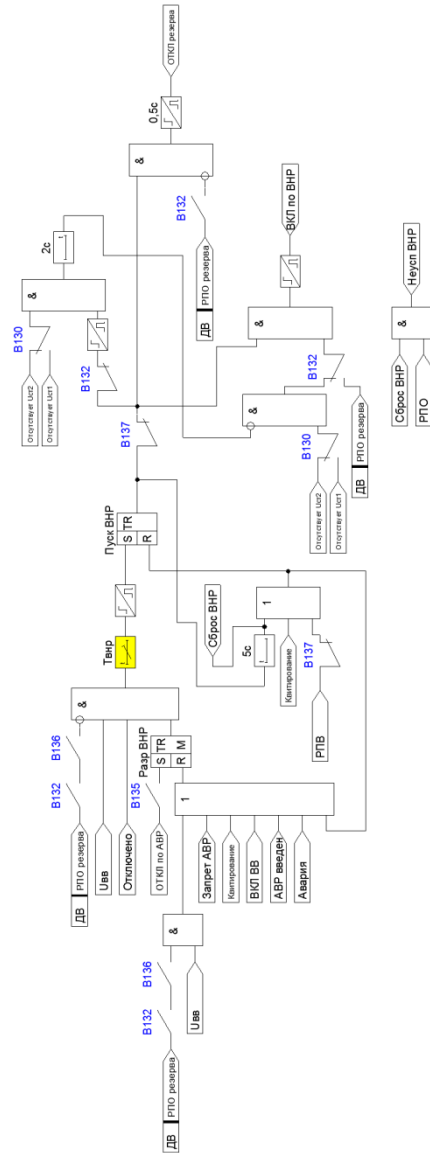 ДВ
РПО резерва
В132
В136
Uвв
&
Запрет АВР
Квитирование
ВКЛ ВВ
АВР введен
Авария
1
ДВ
РПО резерва
В132
В136
Uвв
Отключено
ОТКЛ по АВР
В135
Разр ВНР
S TR
R M
&
Tвнр
Пуск ВНР
S TR
R
РПВ
В137
Квитирование
5с
Сброс ВНР
1
В137
Отсутствует Uст2
Отсутствует Uст1
В130
В132
&
2с
Отсутствует Uст2
Отсутствует Uст1
В130
&
ДВ
РПО резерва
В132
&
ВКЛ по ВНР
ДВ
РПО резерва
В132
&
0,5с
ОТКЛ резерва
Сброс ВНР
РПО
&
Неусп ВНР